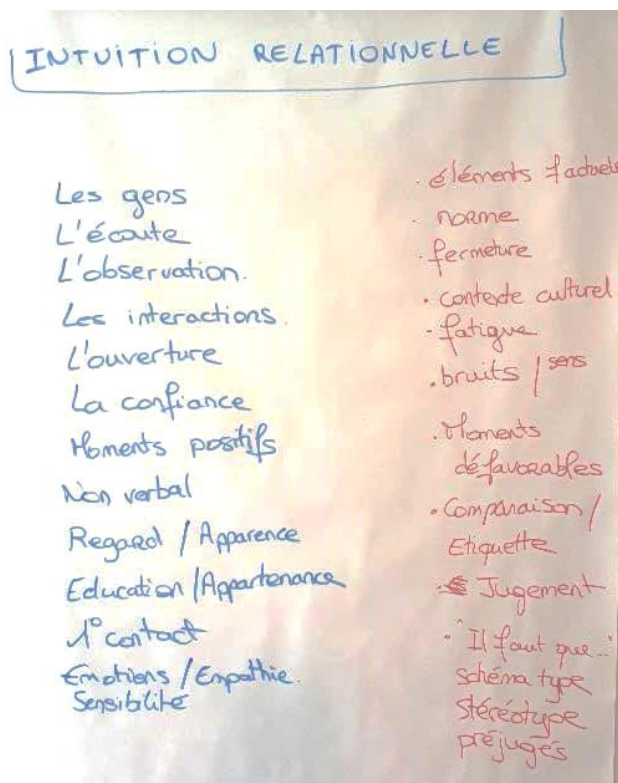 INTUITION RELATIONNELLE
Les gens
L'écoute
L'observation.
Les interactions.
L'ouverture
La confiance
Moments positifs
Non verbal
Regard / Apparence
Education / Appartenance
1° contact
Emotions / Empathie.
Sensibilité
. éléments factuels
. norme
. fermeture
. contexte culturel
. fatigue
. bruits / sens
. Moments
défavorables
. Comparaison /
Etiquette
. Jugement
. "Il faut que..."
schéma type
stéréotype
préjugés